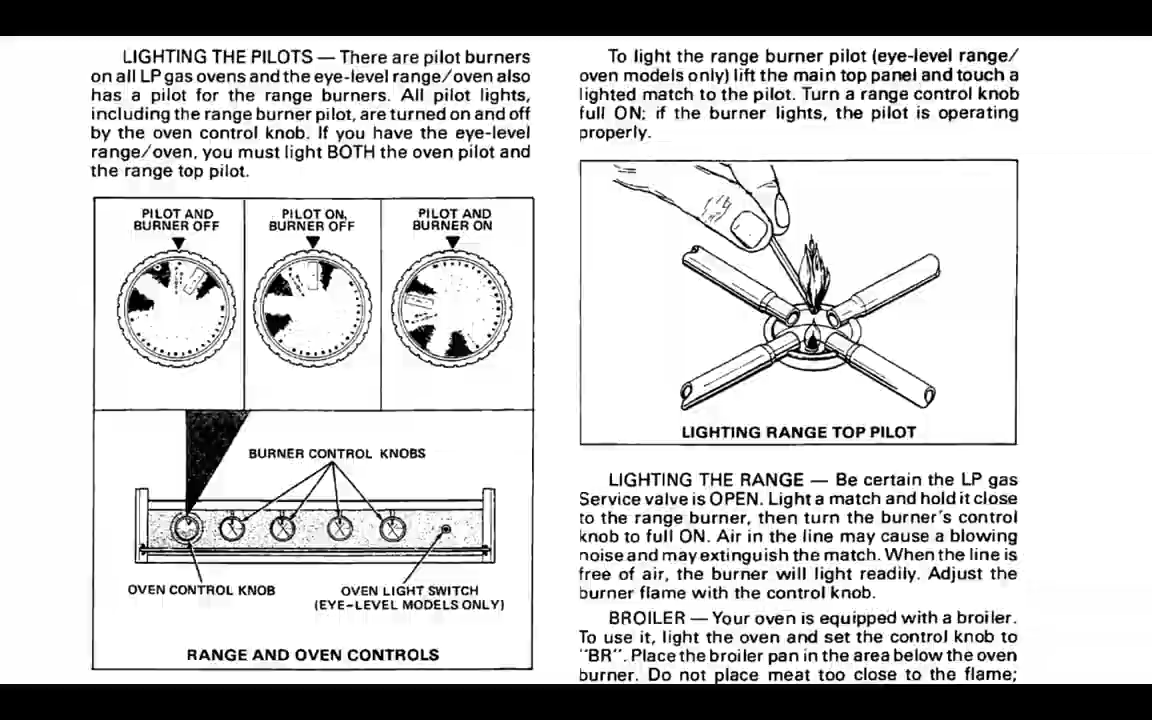 LIGHTING THE PILOTS — There are pilot burners
on all LP gas ovens and the eye-level range/oven also
has a pilot for the range burners. All pilot lights,
including the range burner pilot, are turned on and off
by the oven control knob. If you have the eye-level
range/oven, you must light BOTH the oven pilot and
the range top pilot.
PILOT AND
BURNER OFF
PILOT ON,
BURNER OFF
PILOT AND
BURNER ON
BURNER CONTROL KNOBS
OVEN CONTROL KNOB
OVEN LIGHT SWITCH
(EYE-LEVEL MODELS ONLY)
RANGE AND OVEN CONTROLS
To light the range burner pilot (eye-level range/
oven models only) lift the main top panel and touch a
lighted match to the pilot. Turn a range control knob
full ON; if the burner lights, the pilot is operating
properly.
LIGHTING RANGE TOP PILOT
LIGHTING THE RANGE — Be certain the LP gas
Service valve is OPEN. Light a match and hold it close
to the range burner, then turn the burner's control
knob to full ON. Air in the line may cause a blowing
noise and may extinguish the match. When the line is
free of air, the burner will light readily. Adjust the
burner flame with the control knob.
BROILER — Your oven is equipped with a broiler.
To use it, light the oven and set the control knob to
"BR". Place the broiler pan in the area below the oven
burner. Do not place meat too close to the flame;